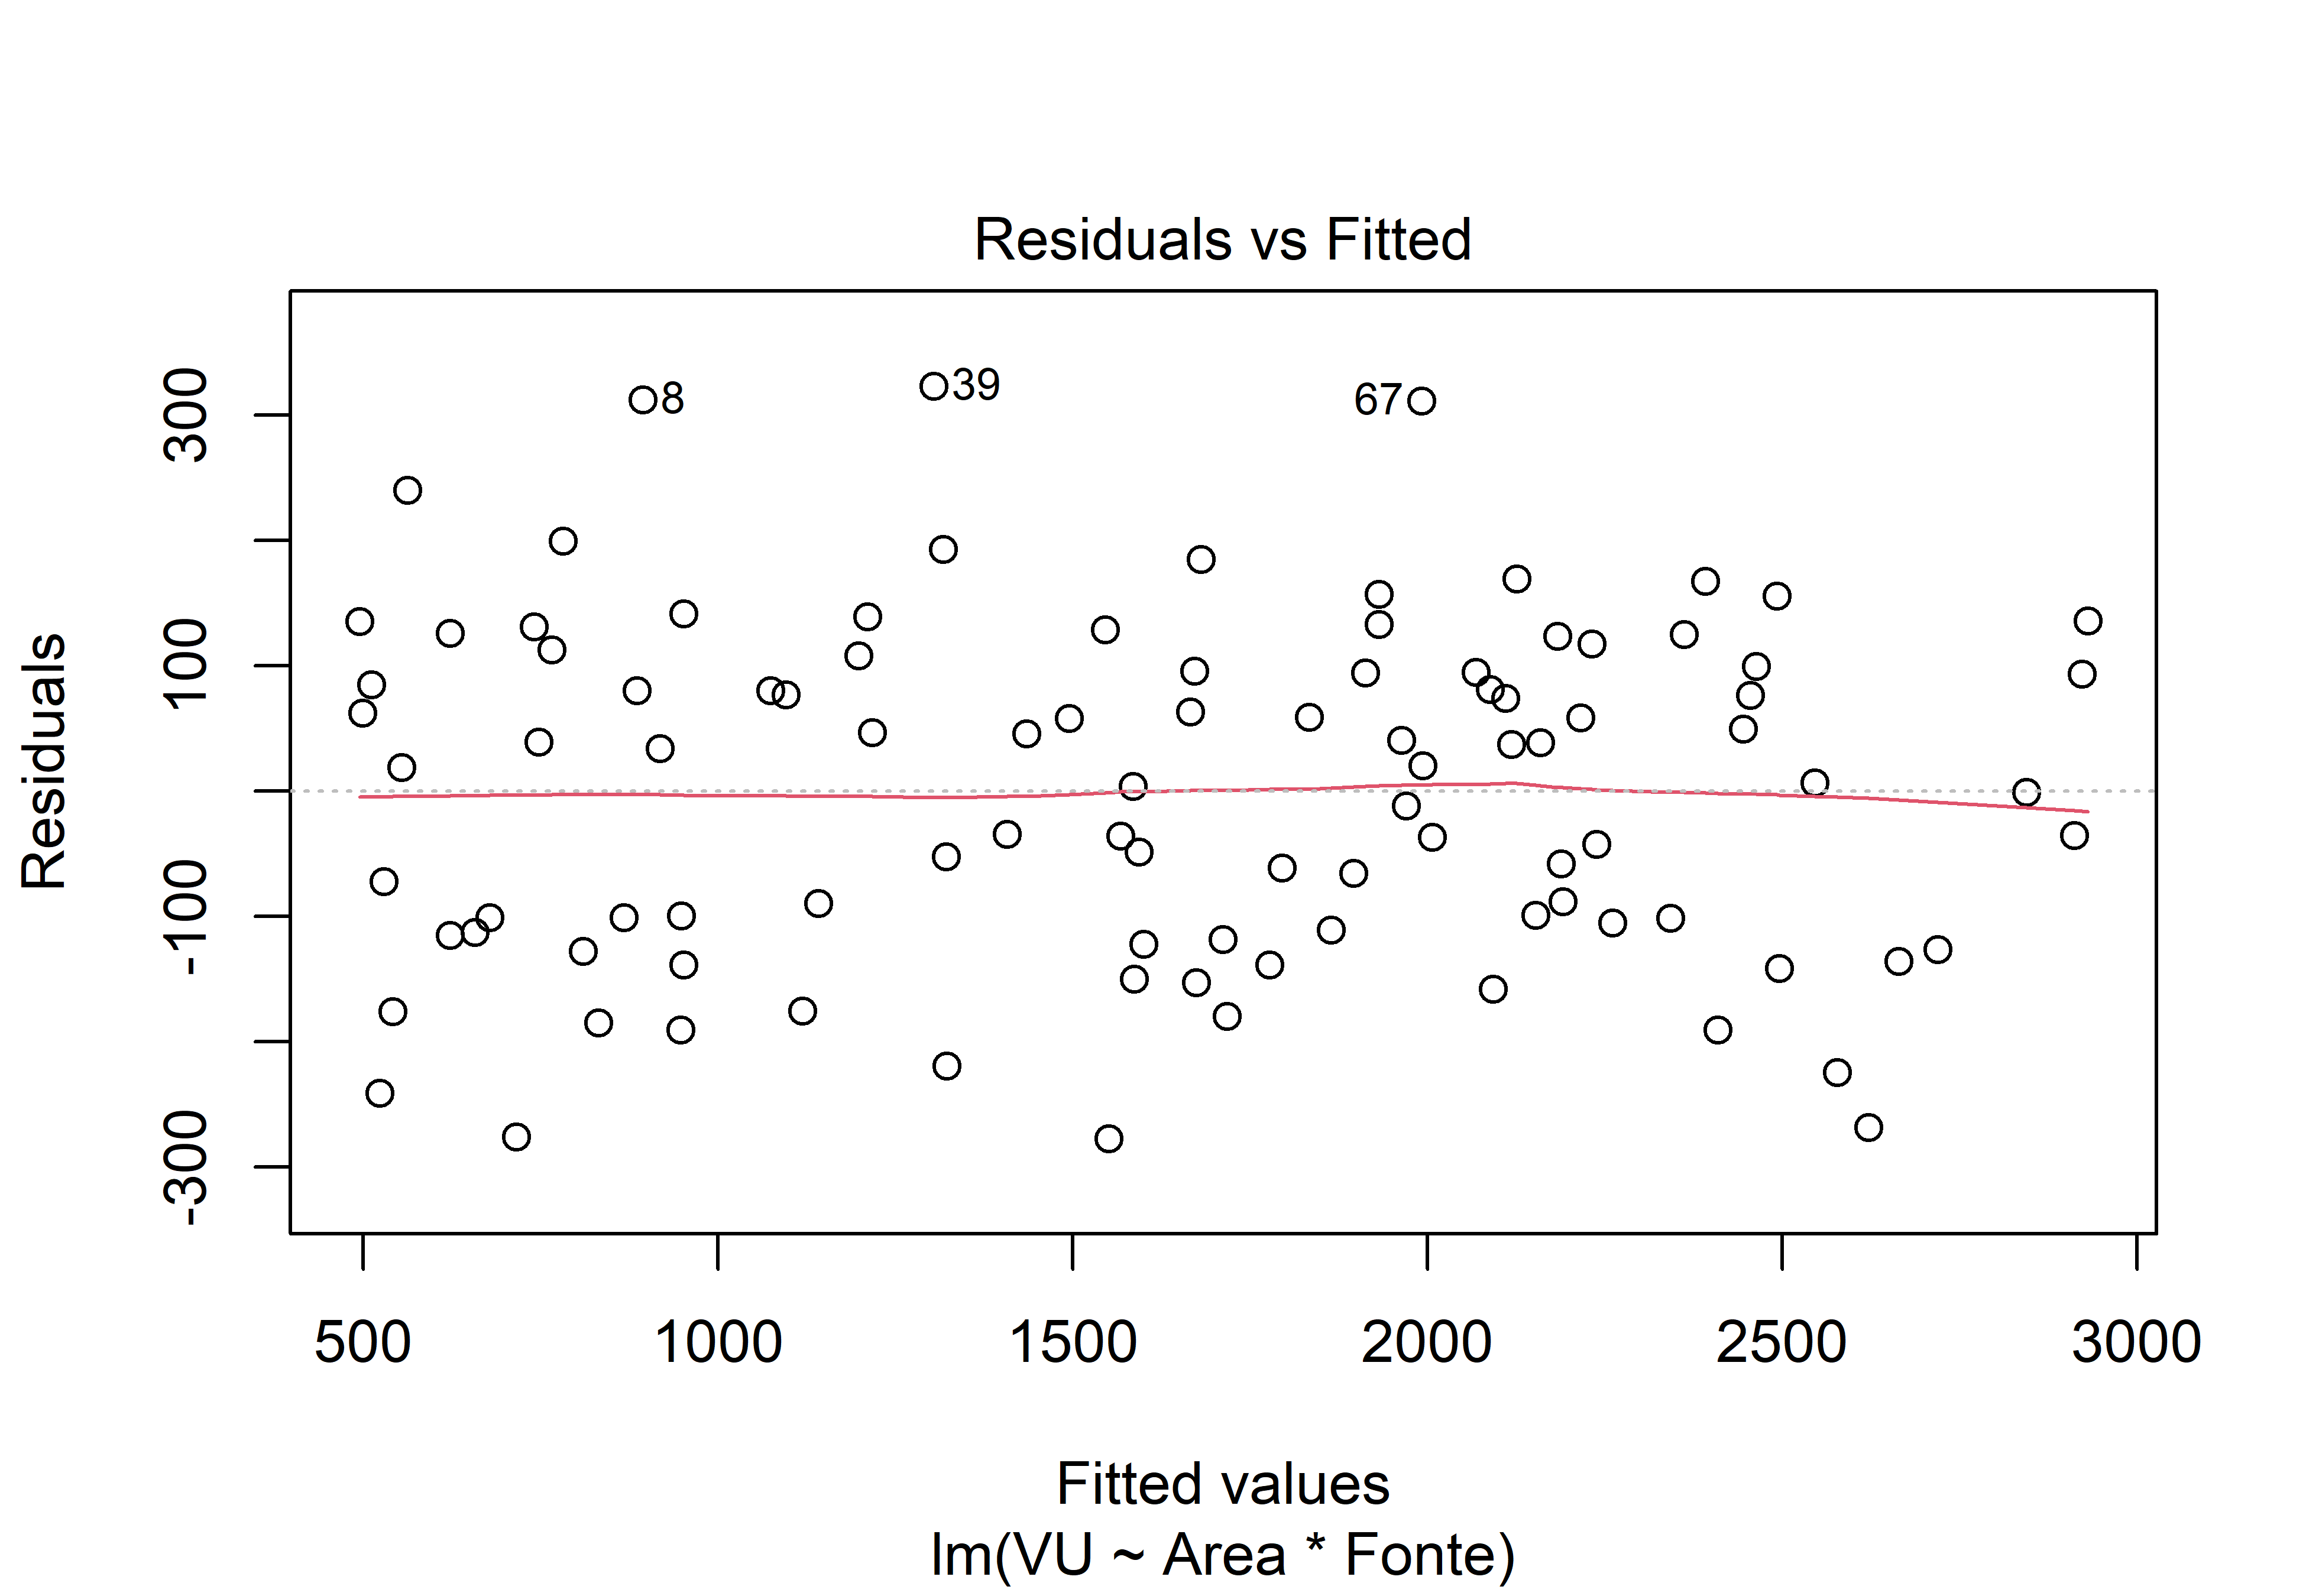 Residuals vs Fitted
Residuals
300
100
-100
-300
8
39
67
500 1000 1500 2000 2500 3000
Fitted values
lm(VU ~ Area * Fonte)